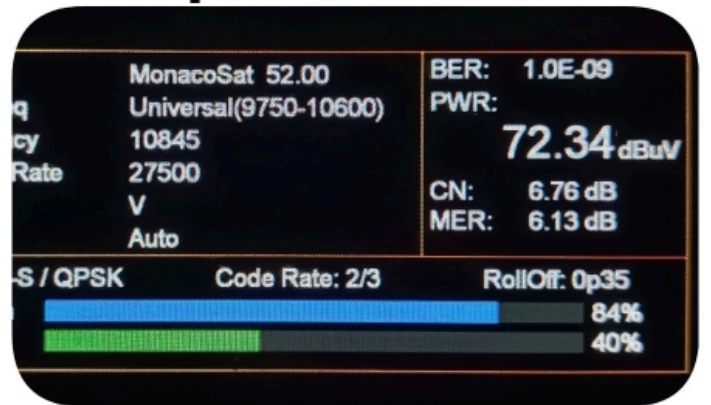 MonacoSat 52.00
q Universal(9750-10600)
cy 10845
Rate 27500
V
Auto
BER: 1.0E-09
PWR:
72.34 dBuV
CN: 6.76 dB
MER: 6.13 dB
-S / QPSK Code Rate: 2/3 RollOff: 0p35
84%
40%